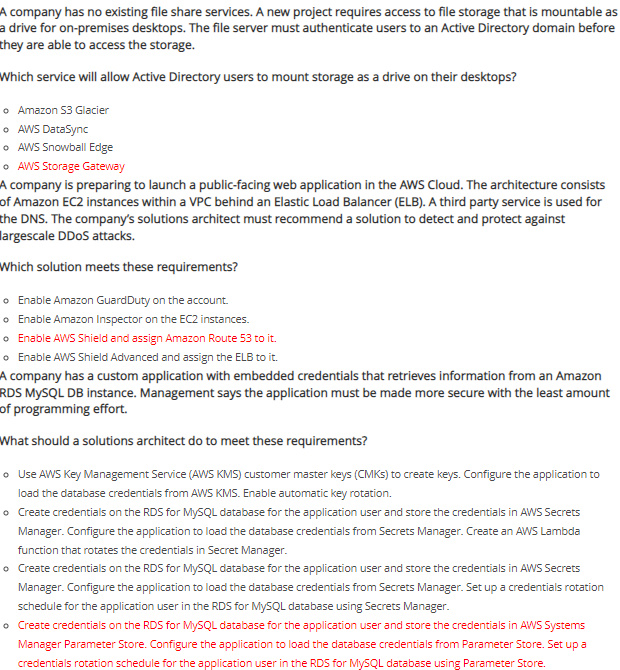 A company has no existing file share services. A new project requires access to file storage that is mountable as
a drive for on-premises desktops. The file server must authenticate users to an Active Directory domain before
they are able to access the storage.
Which service will allow Active Directory users to mount storage as a drive on their desktops?
Amazon S3 Glacier
AWS DataSync
AWS Snowball Edge
AWS Storage Gateway
A company is preparing to launch a public-facing web application in the AWS Cloud. The architecture consists
of Amazon EC2 instances within a VPC behind an Elastic Load Balancer (ELB). A third party service is used for
the DNS. The company's solutions architect must recommend a solution to detect and protect against
largescale DDoS attacks.
Which solution meets these requirements?
Enable Amazon GuardDuty on the account.
Enable Amazon Inspector on the EC2 instances.
Enable AWS Shield and assign Amazon Route 53 to it.
Enable AWS Shield Advanced and assign the ELB to it.
A company has a custom application with embedded credentials that retrieves information from an Amazon
RDS MySQL DB instance. Management says the application must be made more secure with the least amount
of programming effort.
What should a solutions architect do to meet these requirements?
Use AWS Key Management Service (AWS KMS) customer master keys (CMKs) to create keys. Configure the application to
load the database credentials from AWS KMS. Enable automatic key rotation.
Create credentials on the RDS for MySQL database for the application user and store the credentials in AWS Secrets
Manager. Configure the application to load the database credentials from Secrets Manager. Create an AWS Lambda
function that rotates the credentials in Secret Manager.
Create credentials on the RDS for MySQL database for the application user and store the credentials in AWS Secrets
Manager. Configure the application to load the database credentials from Secrets Manager. Set up a credentials rotation
schedule for the application user in the RDS for MySQL database using Secrets Manager.
Create credentials on the RDS for MySQL database for the application user and store the credentials in AWS Systems
Manager Parameter Store. Configure the application to load the database credentials from Parameter Store. Set up a
credentials rotation schedule for the application user in the RDS for MySQL database using Parameter Store.